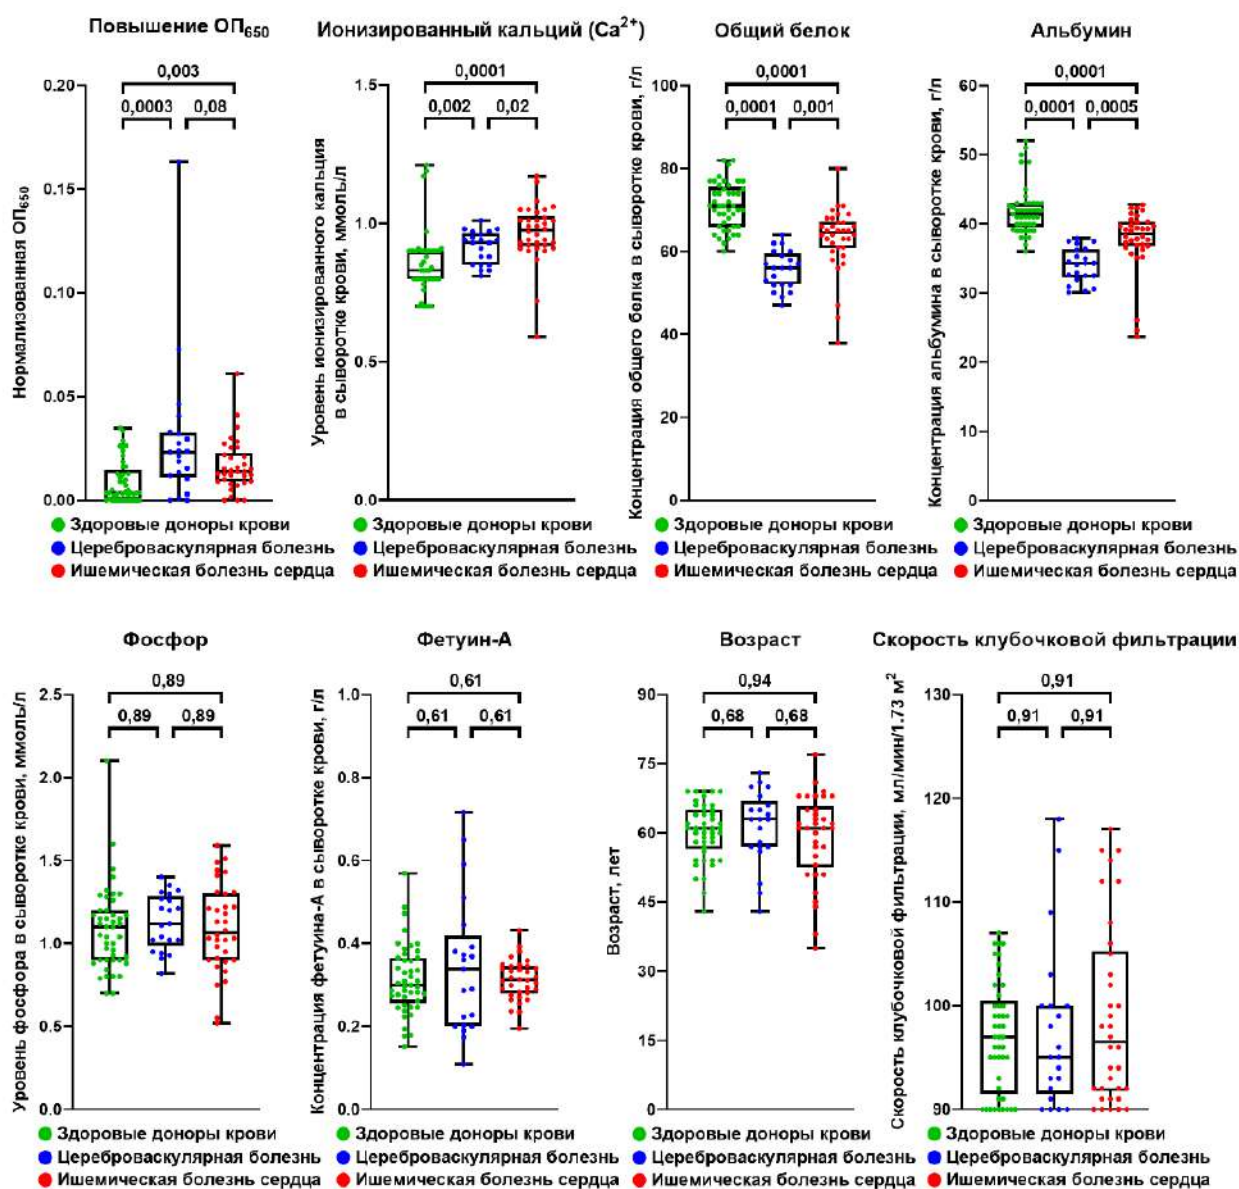 Повышение ОП650
Нормализованная ОП650
0,003
0,0003
0,08
0.20
0.15
0.10
0.05
0.00
Здоровые доноры крови
Цереброваскулярная болезнь
Ишемическая болезнь сердца
Ионизированный кальций (Ca2+)
Уровень ионизированного кальция
в сыворотке крови, ммоль/л
0,0001
0,002
0,02
1.5
1.0
0.5
0.0
Здоровые доноры крови
Цереброваскулярная болезнь
Ишемическая болезнь сердца
Общий белок
Концентрация общего белка в сыворотке крови, г/л
0,0001
0,0001
0,001
100
80
60
40
20
0
Здоровые доноры крови
Цереброваскулярная болезнь
Ишемическая болезнь сердца
Альбумин
Концентрация альбумина в сыворотке крови, г/л
0,0001
0,0001
0,0005
60
50
40
30
20
10
0
Здоровые доноры крови
Цереброваскулярная болезнь
Ишемическая болезнь сердца
Фосфор
Уровень фосфора в сыворотке крови, ммоль/л
0,89
0,89
0,89
2.5
2.0
1.5
1.0
0.5
0.0
Здоровые доноры крови
Цереброваскулярная болезнь
Ишемическая болезнь сердца
Фетуин-А
Концентрация фетуина-А в сыворотке крови, г/л
0,61
0,61
0,61
1.0
0.8
0.6
0.4
0.2
0.0
Здоровые доноры крови
Цереброваскулярная болезнь
Ишемическая болезнь сердца
Возраст
Возраст, лет
0,94
0,68
0,68
90
75
60
45
30
15
0
Здоровые доноры крови
Цереброваскулярная болезнь
Ишемическая болезнь сердца
Скорость клубочковой фильтрации
Скорость клубочковой фильтрации, мл/мин/1.73 м2
0,91
0,91
0,91
130
120
110
100
90
Здоровые доноры крови
Цереброваскулярная болезнь
Ишемическая болезнь сердца